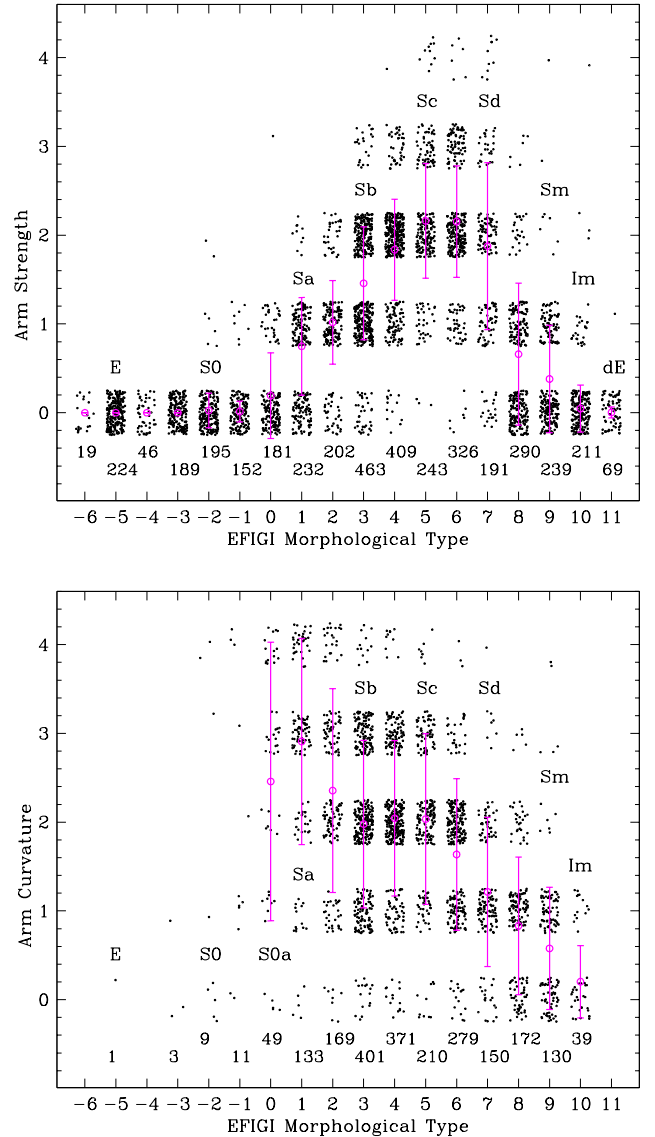 4
Sc Sd
3
Sb Sm
2
Sa Im
1
E S0 dE
0
19 46 195 181 202 409 326 290 211
224 189 152 232 463 243 191 239 69
-6 -5 -4 -3 -2 -1 0 1 2 3 4 5 6 7 8 9 10 11
EFIGI Morphological Type
Arm Strength
4
Sb Sc Sd
3
Sm
2
Sa Im
1
E S0 S0a
0
9 49 169 371 279 172 39
1 3 11 133 401 210 150 130
-6 -5 -4 -3 -2 -1 0 1 2 3 4 5 6 7 8 9 10 11
EFIGI Morphological Type
Arm Curvature